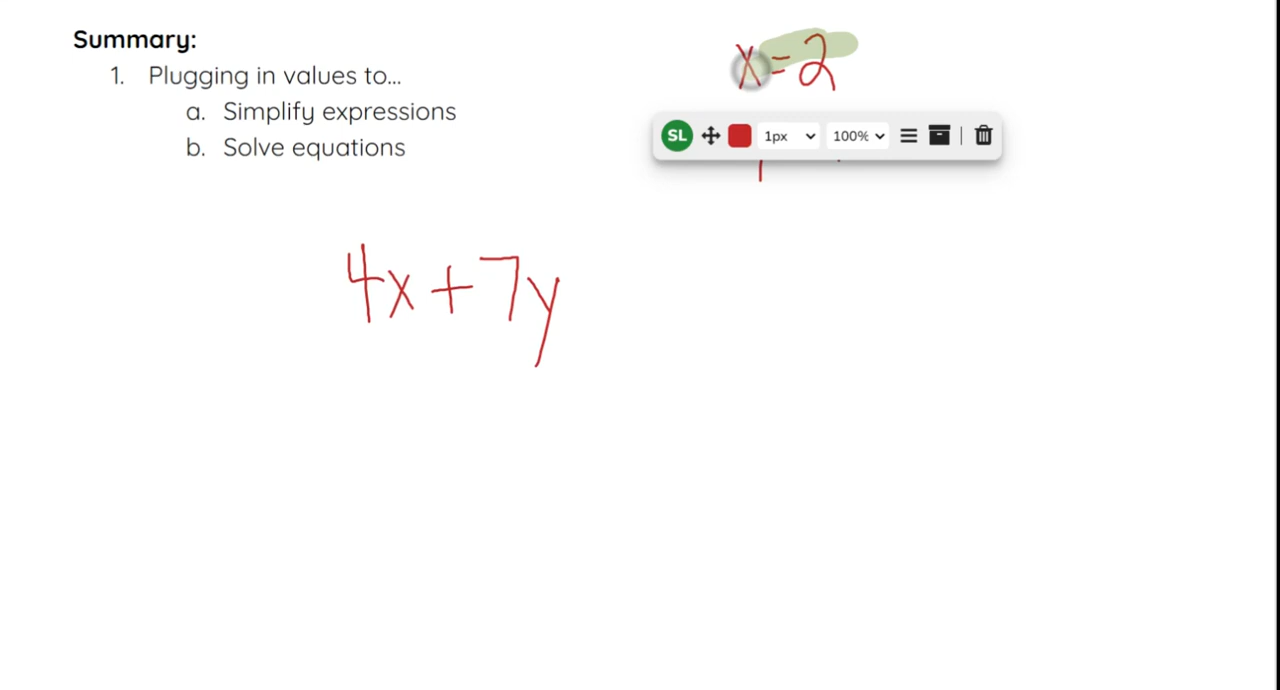 Summary:
x=2
1. Plugging in values to...
a. Simplify expressions
SL 1px 100%
b. Solve equations
4x+7y